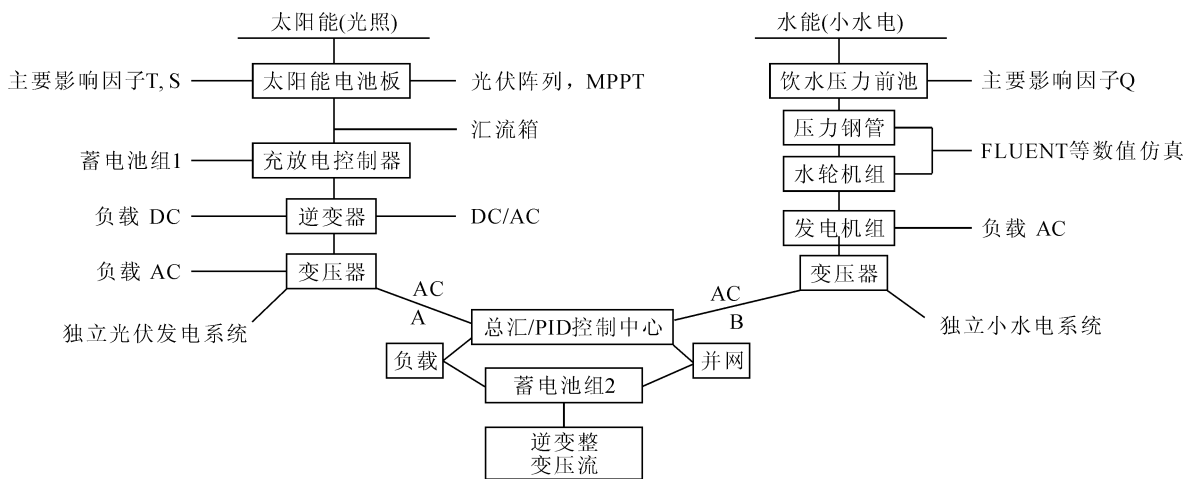 太阳能(光照)
水能(小水电)
主要影响因子T, S
太阳能电池板
光伏阵列，MPPT
饮水压力前池
主要影响因子Q
汇流箱
压力钢管
蓄电池组1
充放电控制器
FLUENT等数值仿真
水轮机组
负载 DC
逆变器
DC/AC
发电机组
负载 AC
负载 AC
变压器
变压器
AC
A
AC
B
独立光伏发电系统
总汇/PID控制中心
独立小水电系统
负载
并网
蓄电池组2
逆变整
变压流